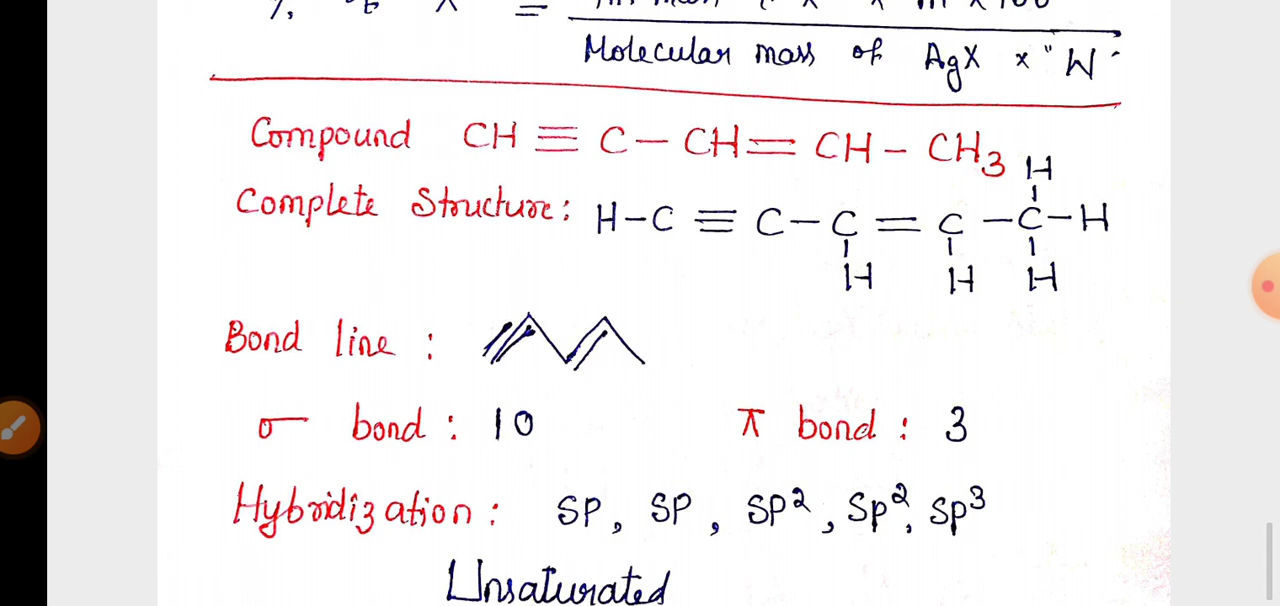 Molecular mass of AgX x "W"
Compound CH ≡ C - CH = CH - CH3
H
Complete Structure: H-C ≡ C - C = C - C - H
H H H
Bond line:
σ bond: 10 π bond: 3
Hybridization: SP, SP, SP², Sp², Sp³
Unsaturated